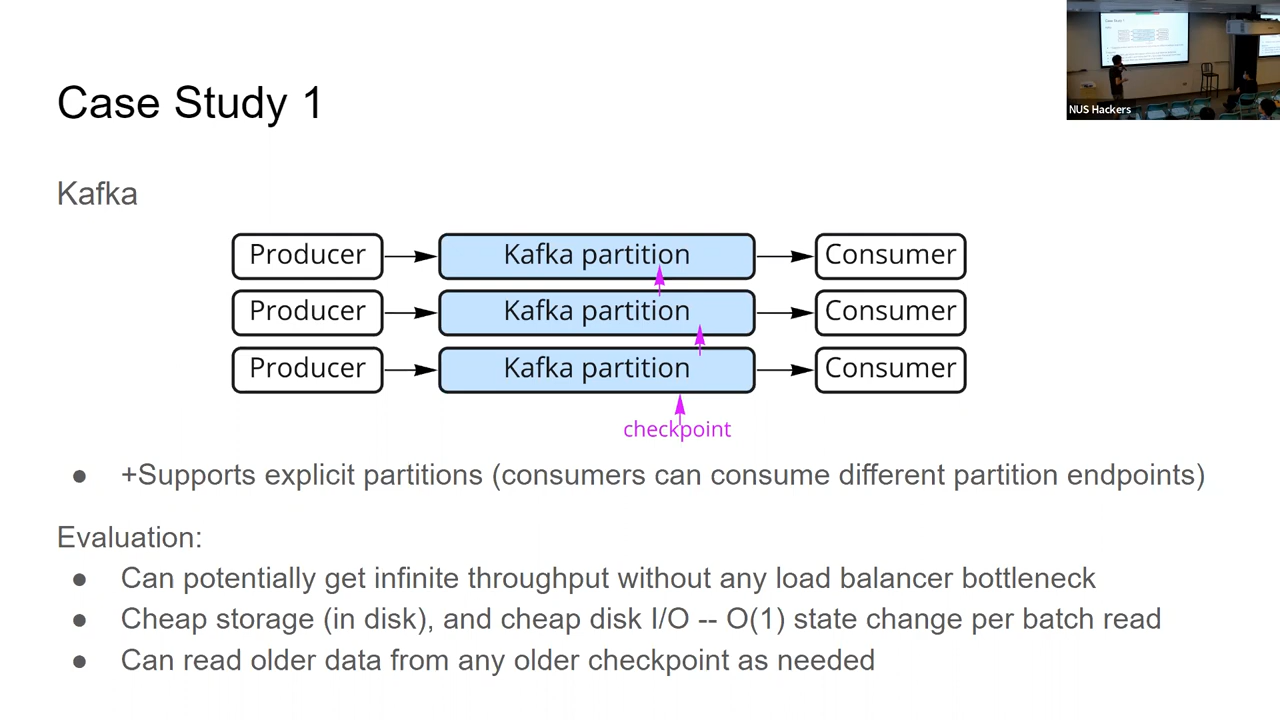 Case Study 1
NUS Hackers
Kafka
Producer Kafka partition Consumer
Producer Kafka partition Consumer
Producer Kafka partition Consumer
checkpoint
● +Supports explicit partitions (consumers can consume different partition endpoints)
Evaluation:
● Can potentially get infinite throughput without any load balancer bottleneck
● Cheap storage (in disk), and cheap disk I/O -- O(1) state change per batch read
● Can read older data from any older checkpoint as needed